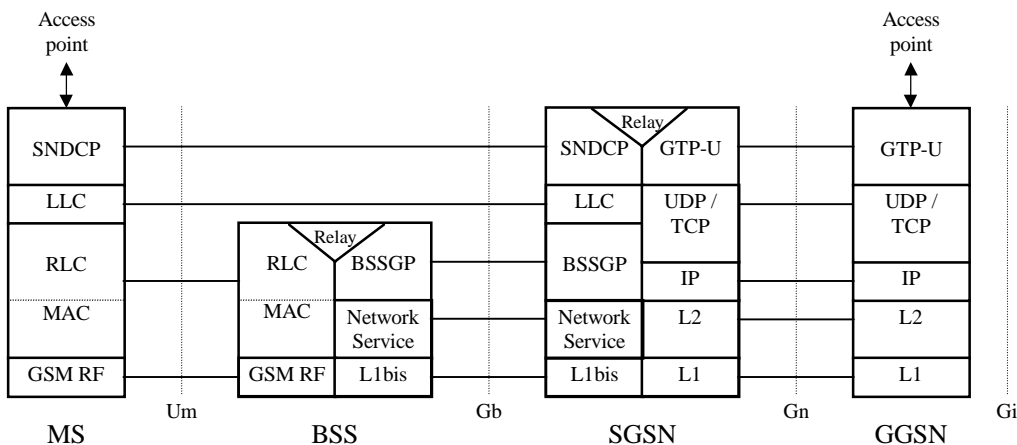 Access
point
Access
point
SNDCP
Relay
SNDCP
GTP-U
GTP-U
LLC
LLC
UDP /
TCP
UDP /
TCP
Relay
RLC
RLC
BSSGP
BSSGP
IP
IP
MAC
MAC
Network
Service
Network
Service
L2
L2
GSM RF
GSM RF
L1bis
L1bis
L1
L1
Um
Gb
Gn
Gi
MS
BSS
SGSN
GGSN